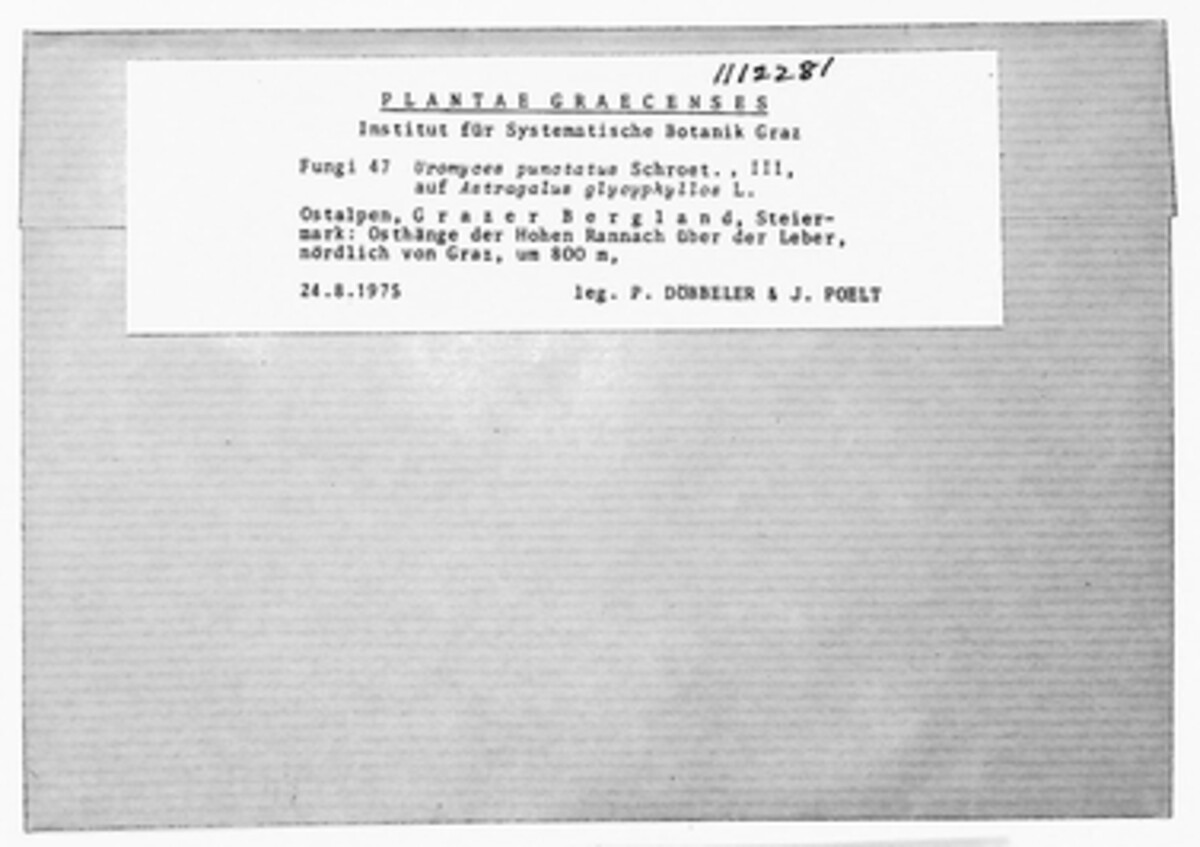 1112281
PLANTAE GRAECENSES
Institut für Systematische Botanik Graz
Fungi 47 Uromyces punctatus Schroet., III,
auf Astragalus glycyphyllos L.
Ostalpen, Grazer Bergland, Steier-
mark: Osthänge der Hohen Rannach über der Leber,
nördlich von Graz, um 800 m,
24.8.1975 leg. P. DÖBBELER & J. POELT